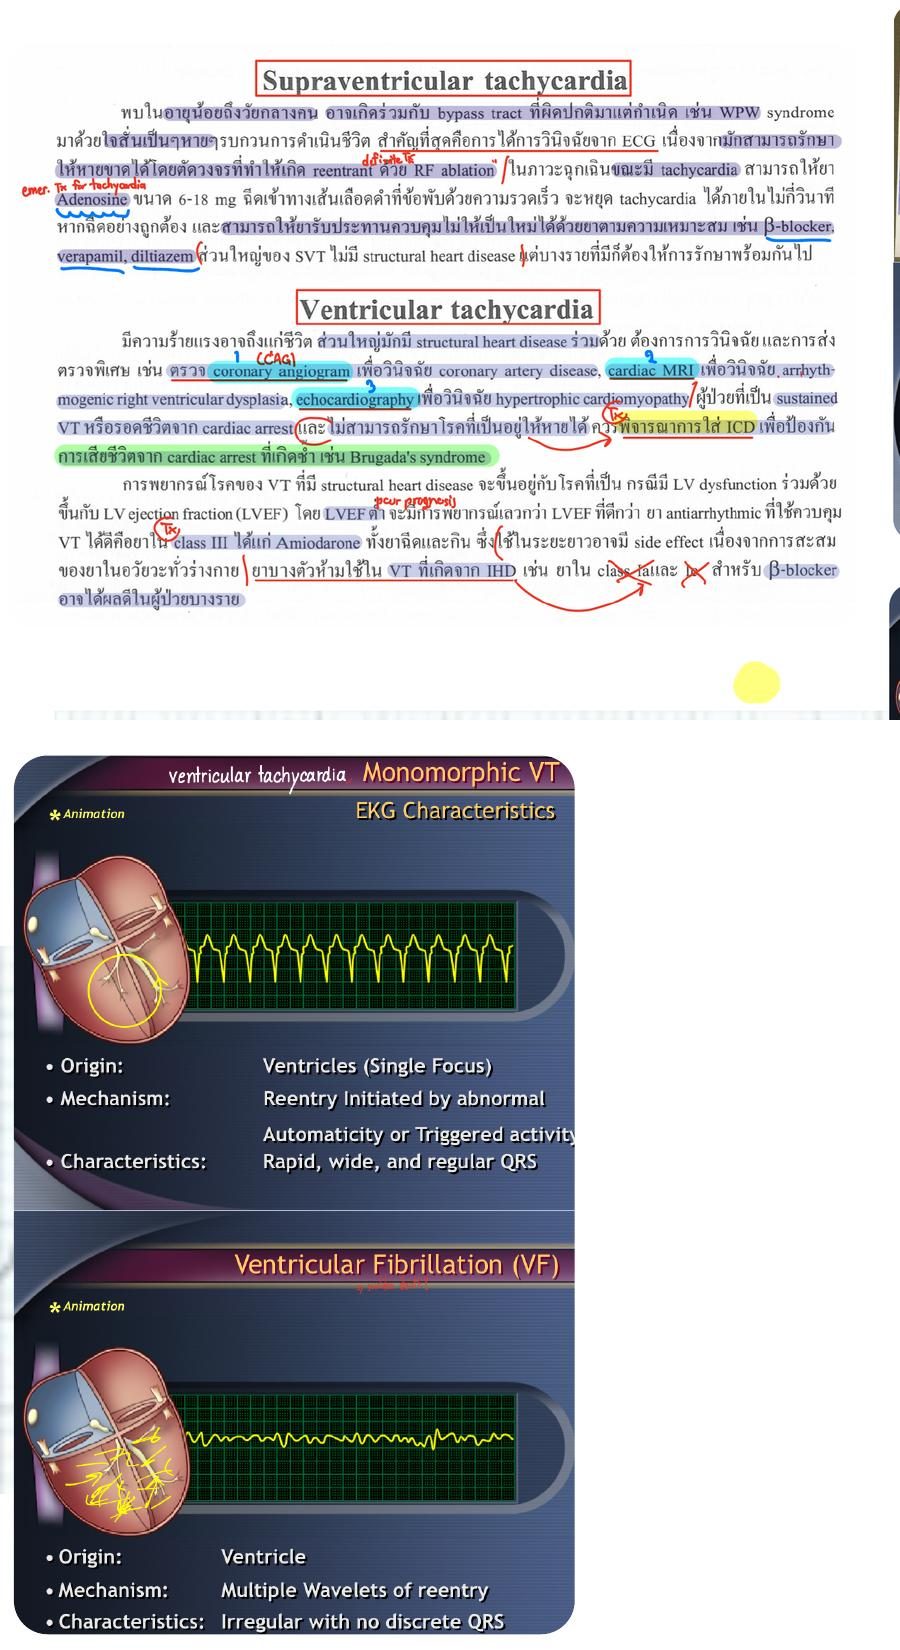 Supraventricular tachycardia
พบในอายุน้อยถึงวัยกลางคน อาจเกิดร่วมกับ bypass tract ที่ผิดปกติมาแต่กำเนิด เช่น WPW syndrome
มาด้วยใจสั่นเป็นๆหายๆรบกวนการดำเนินชีวิต สำคัญที่สุดคือการได้การวินิจฉัยจาก ECG เนื่องจากมักสามารถรักษา
definite Tx
ให้หายขาดได้โดยตัดวงจรที่ทำให้เกิด reentrant ด้วย RF ablation ในภาวะฉุกเฉินขณะมี tachycardia สามารถให้ยา
emer. Tx for tachycardia
Adenosine ขนาด 6-18 mg ฉีดเข้าทางเส้นเลือดดำที่ข้อพับด้วยความรวดเร็ว จะหยุด tachycardia ได้ภายในไม่กี่วินาที
หากฉีดอย่างถูกต้อง และสามารถให้ยารับประทานควบคุมไม่ให้เป็นใหม่ได้ด้วยยาตามความเหมาะสม เช่น β-blocker,
verapamil, diltiazem ส่วนใหญ่ของ SVT ไม่มี structural heart disease แต่บางรายที่มีก็ต้องให้การรักษาพร้อมกันไป
Ventricular tachycardia
มีความร้ายแรงอาจถึงแก่ชีวิต ส่วนใหญ่มักมี structural heart disease ร่วมด้วย ต้องการการวินิจฉัย และการส่ง
1 (CAG) 2
ตรวจพิเศษ เช่น ตรวจ coronary angiogram เพื่อวินิจฉัย coronary artery disease, cardiac MRI เพื่อวินิจฉัย arrhyth-
3
mogenic right ventricular dysplasia, echocardiography เพื่อวินิจฉัย hypertrophic cardiomyopathy ผู้ป่วยที่เป็น sustained
Tx
VT หรือรอดชีวิตจาก cardiac arrest และ ไม่สามารถรักษาโรคที่เป็นอยู่ให้หายได้ ควรพิจารณาการใส่ ICD เพื่อป้องกัน
การเสียชีวิตจาก cardiac arrest ที่เกิดซ้ำ เช่น Brugada's syndrome
การพยากรณ์โรคของ VT ที่มี structural heart disease จะขึ้นอยู่กับโรคที่เป็น กรณีมี LV dysfunction ร่วมด้วย
poor prognosis
ขึ้นกับ LV ejection fraction (LVEF) โดย LVEF ต่ำ จะมีการพยากรณ์เลวกว่า LVEF ที่ดีกว่า ยา antiarrhythmic ที่ใช้ควบคุม
Tx
VT ได้ดีคือยาใน class III ได้แก่ Amiodarone ทั้งยาฉีดและกิน ซึ่งใช้ในระยะยาวอาจมี side effect เนื่องจากการสะสม
ของยาในอวัยวะทั่วร่างกาย ยาบางตัวห้ามใช้ใน VT ที่เกิดจาก IHD เช่น ยาใน class Ia และ Ic สำหรับ β-blocker
อาจได้ผลดีในผู้ป่วยบางราย
ventricular tachycardia Monomorphic VT
EKG Characteristics
* Animation
• Origin: Ventricles (Single Focus)
• Mechanism: Reentry Initiated by abnormal
Automaticity or Triggered activity
• Characteristics: Rapid, wide, and regular QRS
Ventricular Fibrillation (VF)
* Animation
• Origin: Ventricle
• Mechanism: Multiple Wavelets of reentry
• Characteristics: Irregular with no discrete QRS